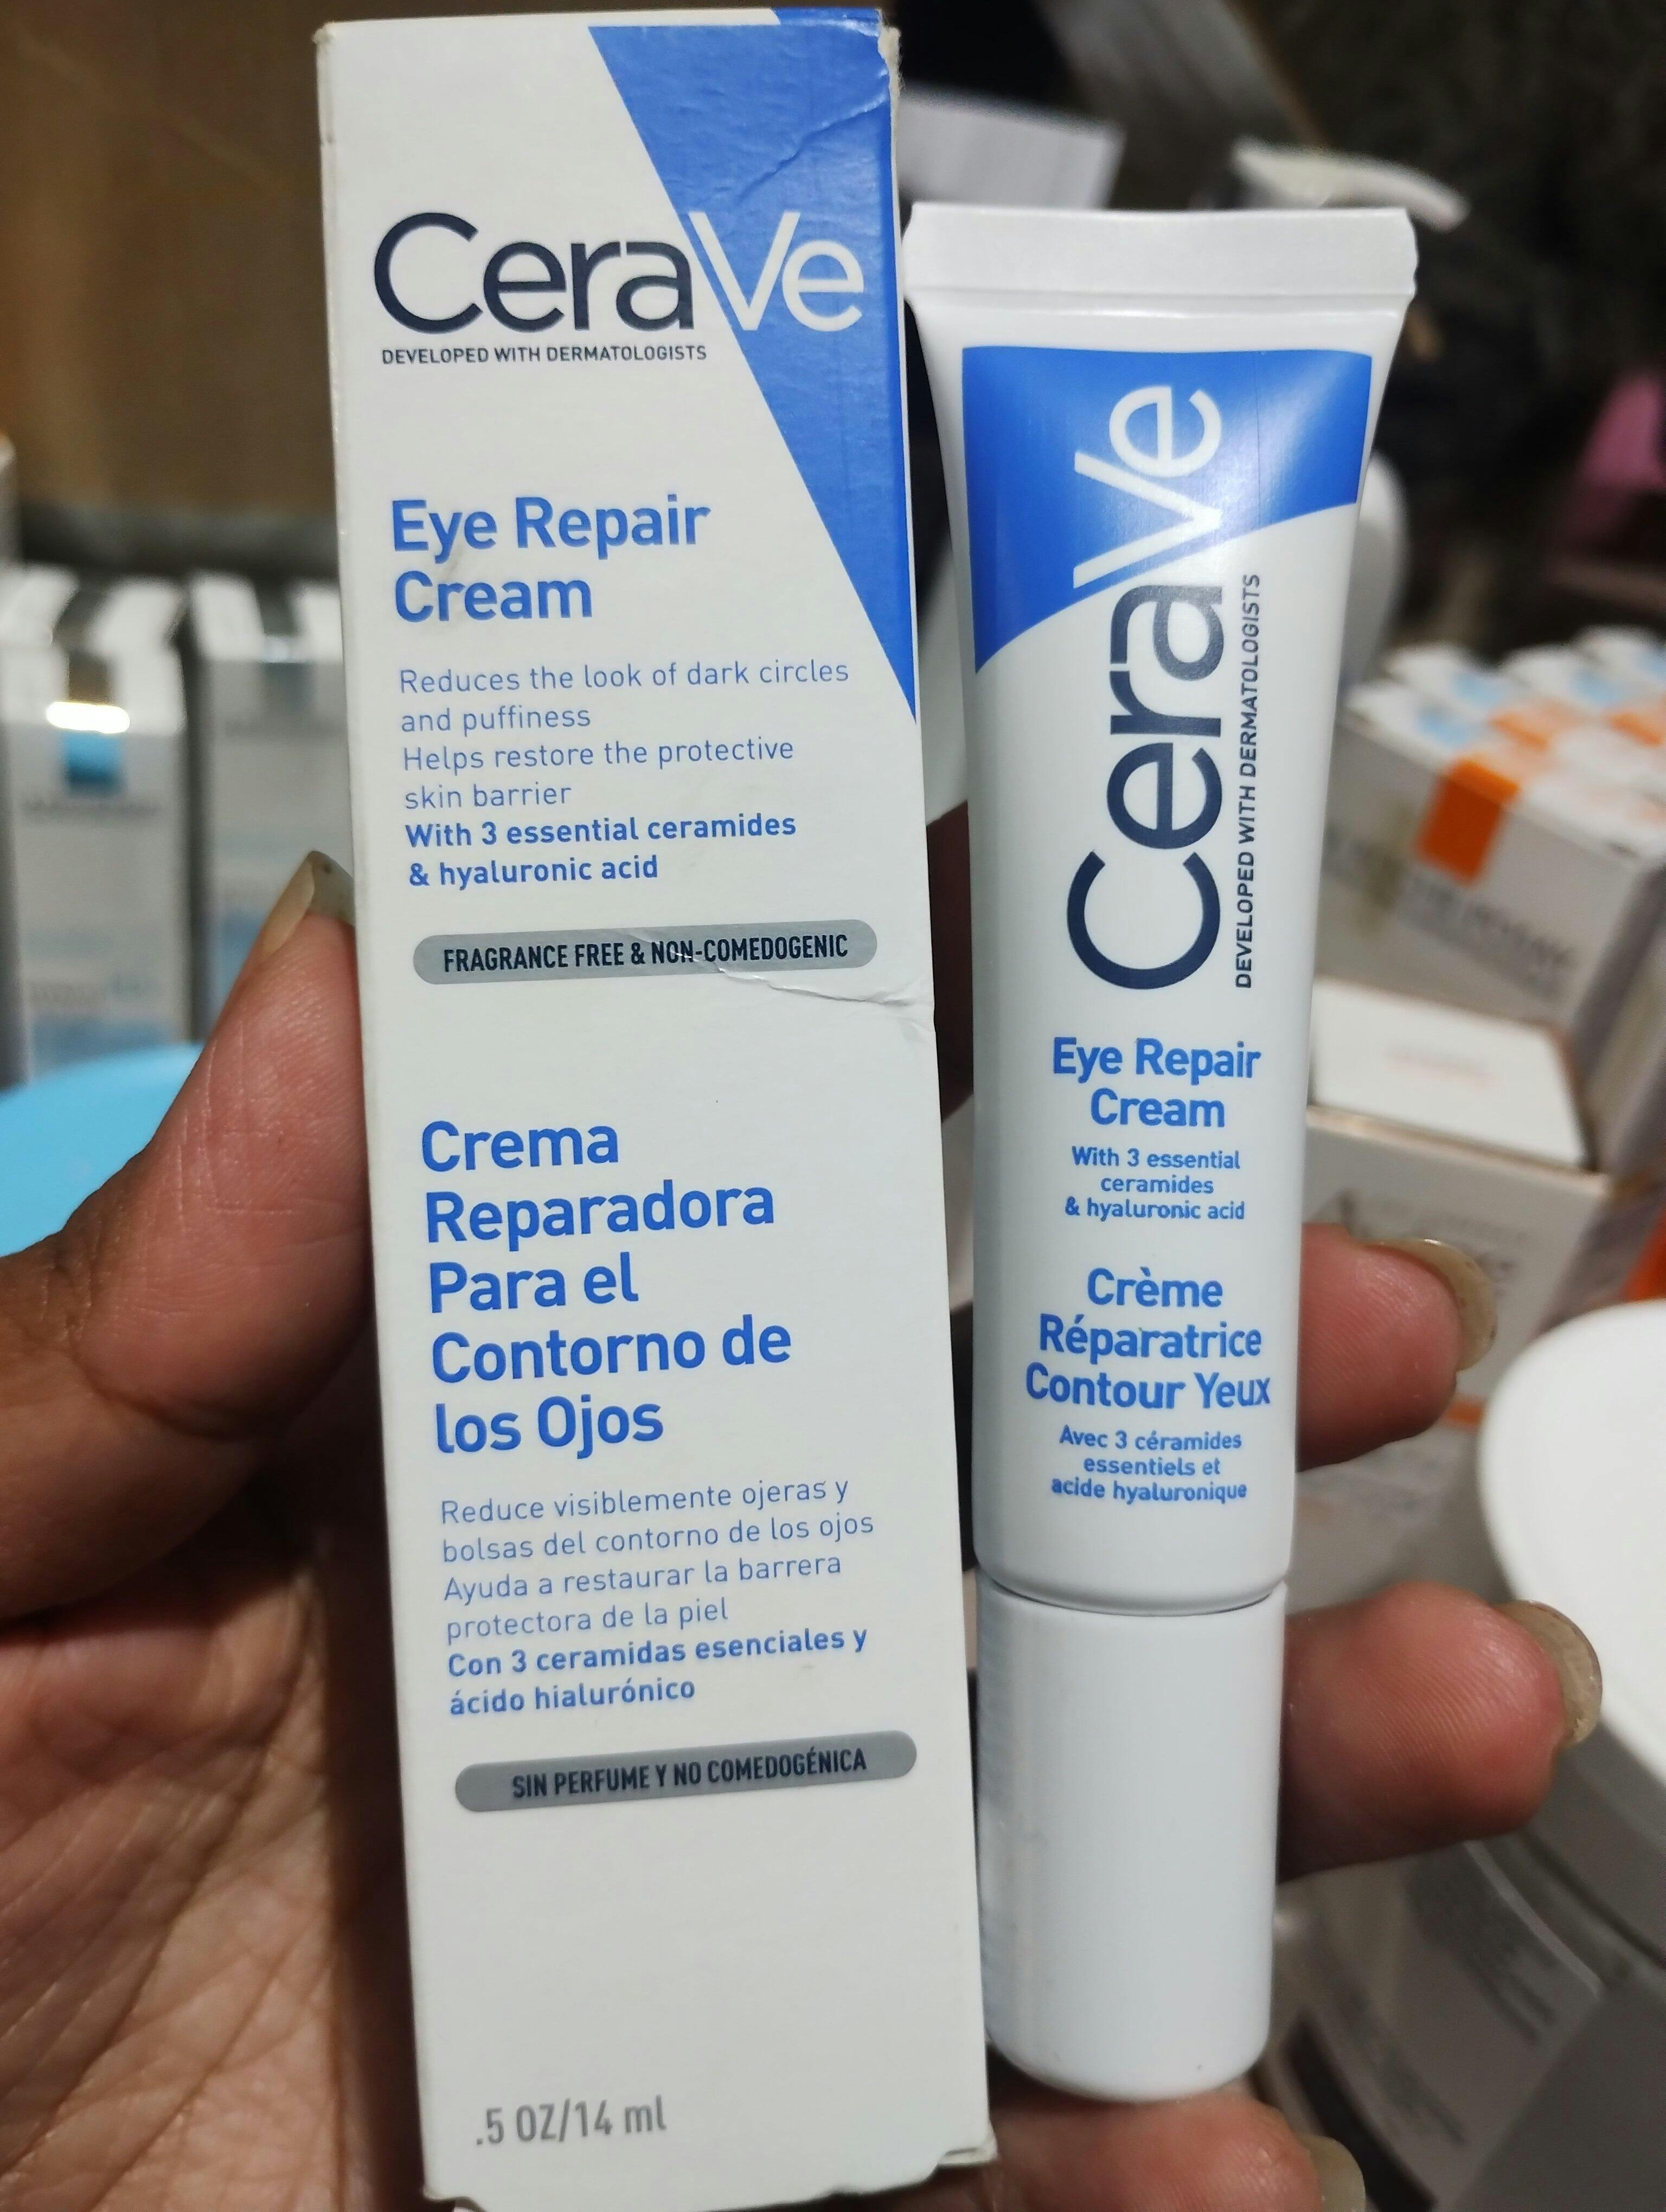 CeraVe
DEVELOPED WITH DERMATOLOGISTS
Eye Repair
Cream
Reduces the look of dark circles
and puffiness
Helps restore the protective
skin barrier
With 3 essential ceramides
& hyaluronic acid
FRAGRANCE FREE & NON-COMEDOGENIC
Crema
Reparadora
Para el
Contorno de
los Ojos
Reduce visiblemente ojeras y
bolsas del contorno de los ojos
Ayuda a restaurar la barrera
protectora de la piel
Con 3 ceramidas esenciales y
ácido hialurónico
SIN PERFUME Y NO COMEDOGÉNICA
.5 OZ/14 ml
CeraVe
DEVELOPED WITH DERMATOLOGISTS
Eye Repair
Cream
With 3 essential
ceramides
& hyaluronic acid
Crème
Réparatrice
Contour Yeux
Avec 3 céramides
essentiels et
acide hyaluronique